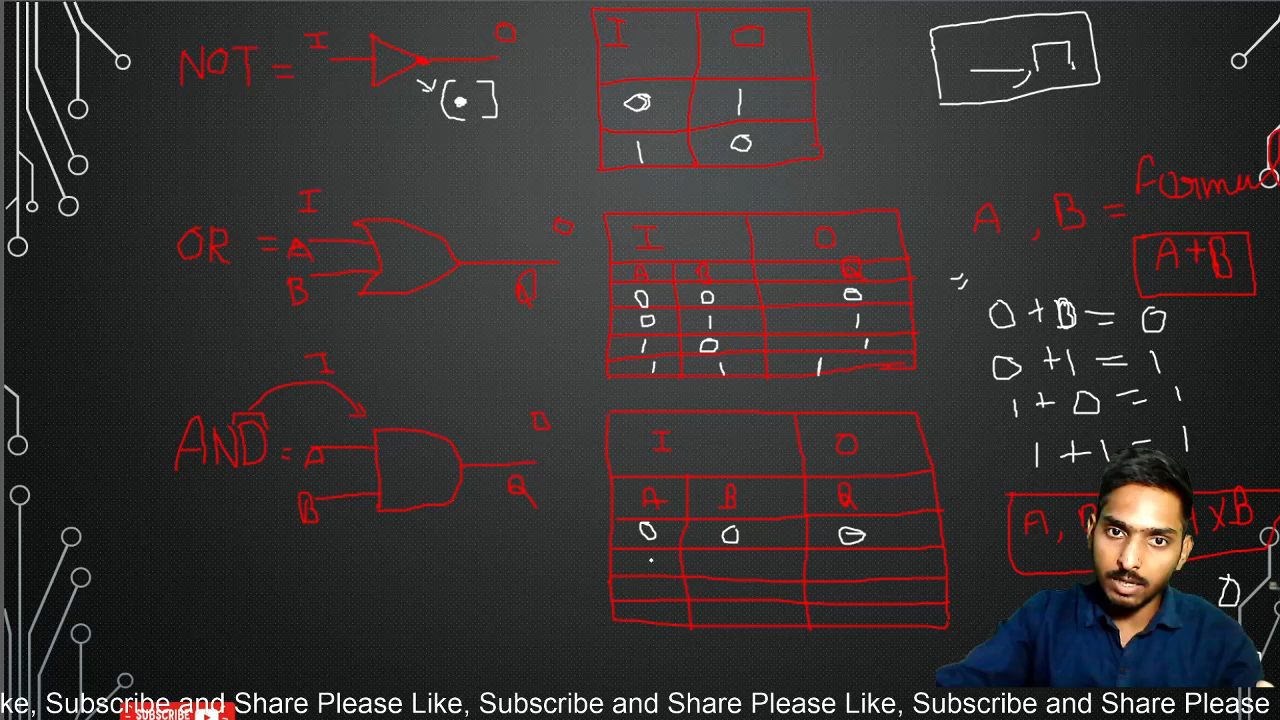 NOT = I O
I O
0 1
1 0
I
OR = A O
B Q
I O
A B Q
0 0 0
0 1 1
1 0 1
1 1 1
A , B =
A+B
0 + B = 0
0 + 1 = 1
1 + 0 = 1
1 + 1 = 1
I
AND = A O
B Q
I O
A B Q
0 0 0
A, XB
D
ke, Subscribe and Share Please Like, Subscribe and Share Please Like, Subscribe and Share Please
SUBSCRIBE